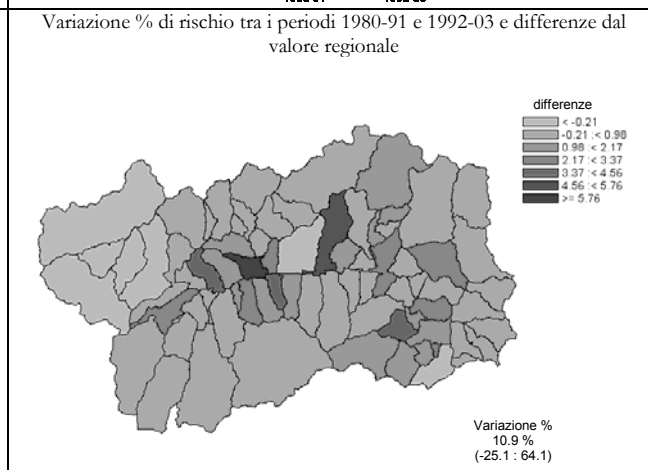 Variazione % di rischio tra i periodi 1980-91 e 1992-03 e differenze dal
valore regionale
differenze
< -0.21
-0.21 :< 0.98
0.98 :< 2.17
2.17 :< 3.37
3.37 :< 4.56
4.56 :< 5.76
>= 5.76
Variazione %
10.9 %
(-25.1 : 64.1)